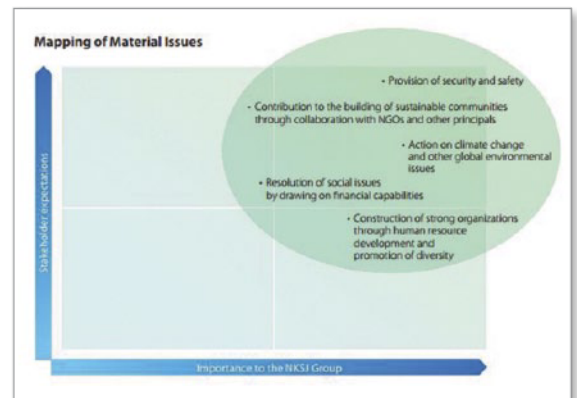 Mapping of Material Issues
• Provision of security and safety
• Contribution to the building of sustainable communities
through collaboration with NGOs and other principals
• Action on climate change
and other global environmental
issues
• Resolution of social issues
by drawing on financial capabilities
• Construction of strong organizations
through human resource
development and
promotion of diversity
Stakeholder expectations
Importance to the NKSJ Group